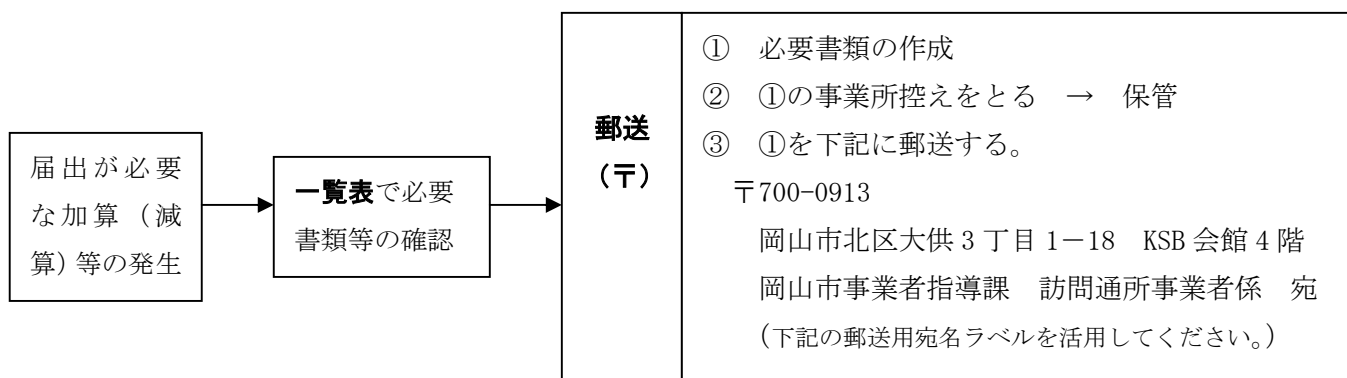 届出が必要
な加算（減
算）等の発生
一覧表で必要
書類等の確認
郵送
（〒）
① 必要書類の作成
② ①の事業所控えをとる → 保管
③ ①を下記に郵送する。
〒700-0913
岡山市北区大供３丁目１－18 KSB会館４階
岡山市事業者指導課 訪問通所事業者係 宛
（下記の郵送用宛名ラベルを活用してください。）